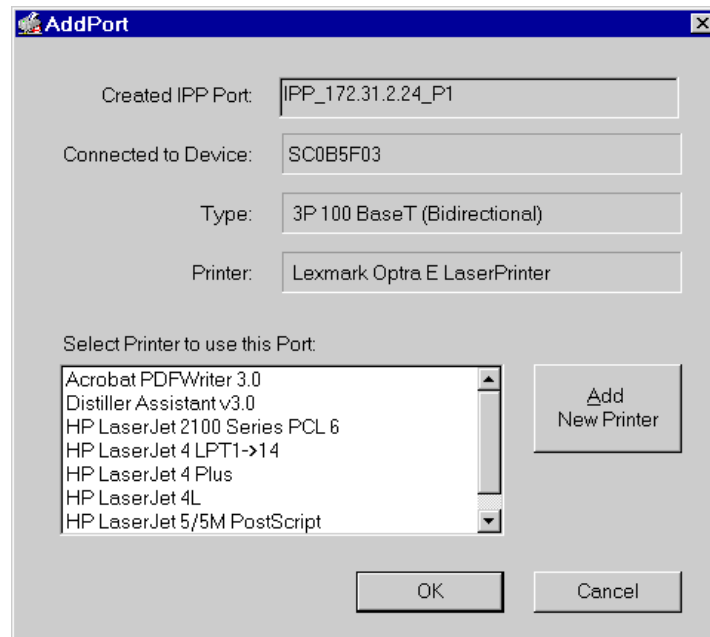 AddPort
Created IPP Port: IPP_172.31.2.24_P1
Connected to Device: SC0B5F03
Type: 3P 100 BaseT (Bidirectional)
Printer: Lexmark Optra E LaserPrinter
Select Printer to use this Port:
Acrobat PDFWriter 3.0
Distiller Assistant v3.0
HP LaserJet 2100 Series PCL 6
HP LaserJet 4 LPT1->14
HP LaserJet 4 Plus
HP LaserJet 4L
HP LaserJet 5/5M PostScript
Add
New Printer
OK Cancel